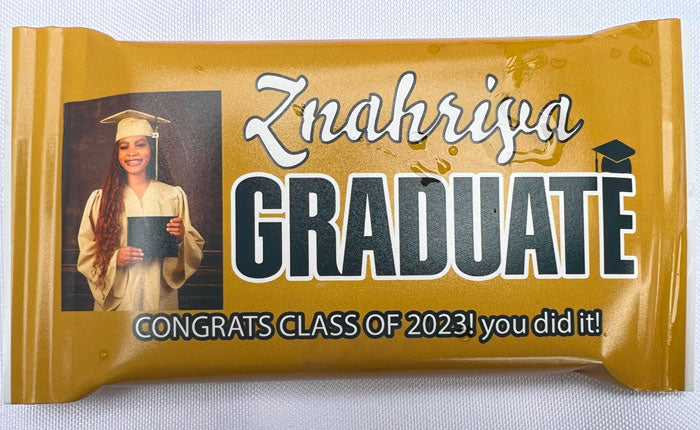 Znahriya
GRADUATE
CONGRATS CLASS OF 2023! you did it!